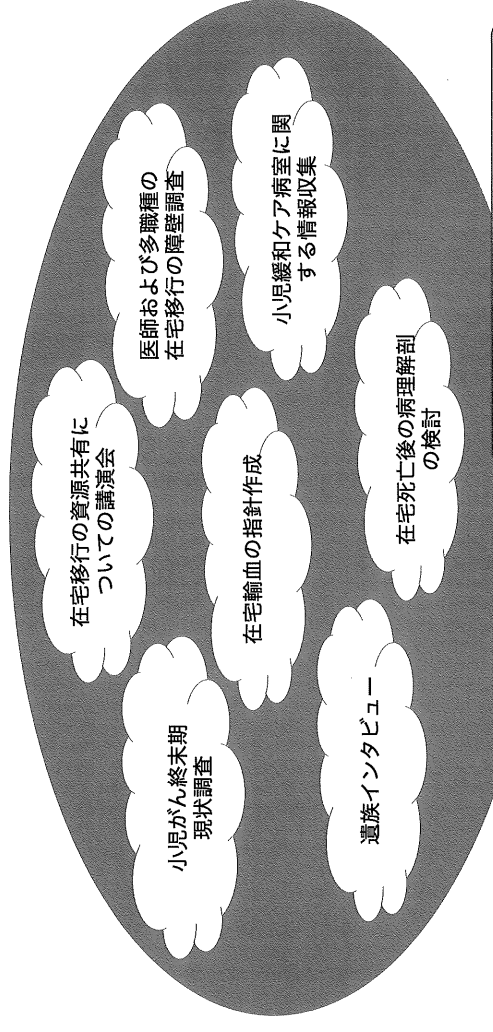 在宅移行の資源共有に
ついての講演会
小児がん終末期
現状調査
医師および多職種の
在宅移行の障壁調査
在宅輸血の指針作成
小児緩和ケア病室に関
する情報収集
遺族インタビュー
在宅死亡後の病理解剖
の検討